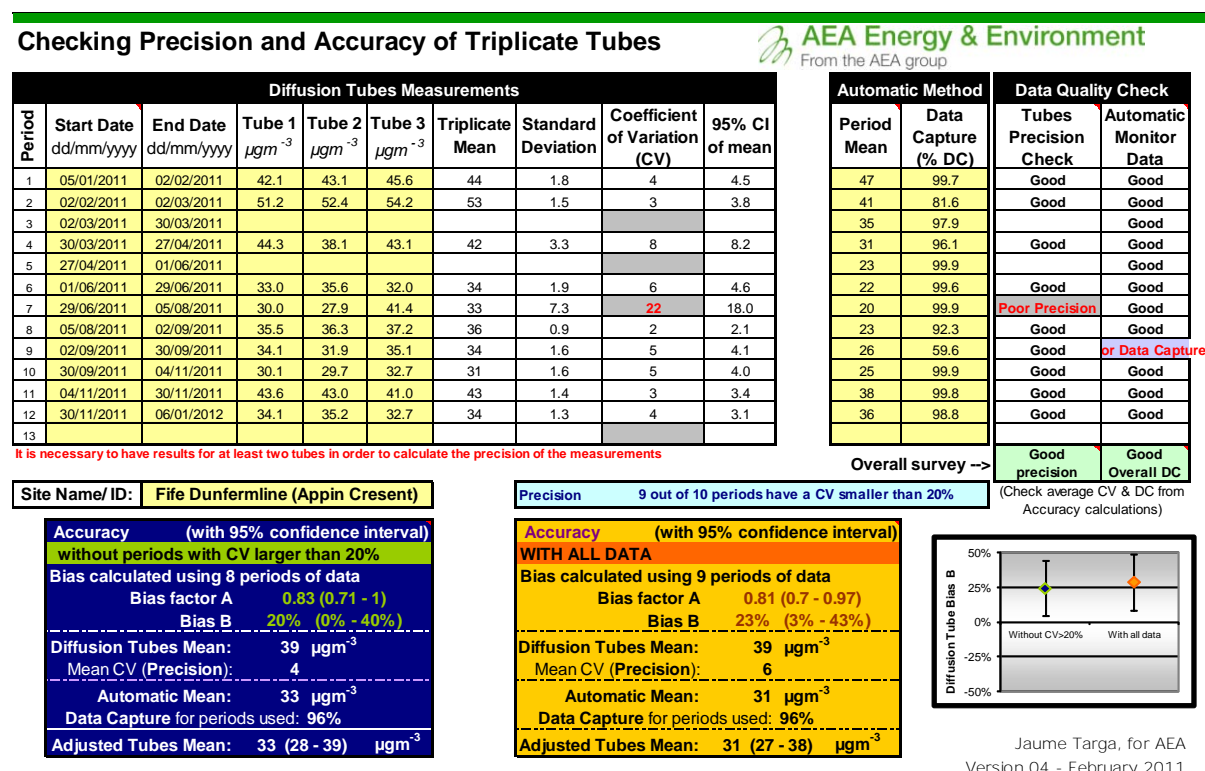 Checking Precision and Accuracy of Triplicate Tubes
AEA Energy & Environment
From the AEA group
Diffusion Tubes Measurements
Automatic Method
Data Quality Check
Period Start Date dd/mm/yyyy End Date dd/mm/yyyy Tube 1 µgm⁻³ Tube 2 µgm⁻³ Tube 3 µgm⁻³ Triplicate Mean Standard Deviation Coefficient of Variation (CV) 95% CI of mean Period Mean Data Capture (% DC) Tubes Precision Check Automatic Monitor Data
1 05/01/2011 02/02/2011 42.1 43.1 45.6 44 1.8 4 4.5 47 99.7 Good Good
2 02/02/2011 02/03/2011 51.2 52.4 54.2 53 1.5 3 3.8 41 81.6 Good Good
3 02/03/2011 30/03/2011 35 97.9 Good
4 30/03/2011 27/04/2011 44.3 38.1 43.1 42 3.3 8 8.2 31 96.1 Good Good
5 27/04/2011 01/06/2011 23 99.9 Good
6 01/06/2011 29/06/2011 33.0 35.6 32.0 34 1.9 6 4.6 22 99.6 Good Good
7 29/06/2011 05/08/2011 30.0 27.9 41.4 33 7.3 22 18.0 20 99.9 Poor Precision Good
8 05/08/2011 02/09/2011 35.5 36.3 37.2 36 0.9 2 2.1 23 92.3 Good Good
9 02/09/2011 30/09/2011 34.1 31.9 35.1 34 1.6 5 4.1 26 59.6 Good or Data Capture
10 30/09/2011 04/11/2011 30.1 29.7 32.7 31 1.6 5 4.0 25 99.9 Good Good
11 04/11/2011 30/11/2011 43.6 43.0 41.0 43 1.4 3 3.4 38 99.8 Good Good
12 30/11/2011 06/01/2012 34.1 35.2 32.7 34 1.3 4 3.1 36 98.8 Good Good
13
It is necessary to have results for at least two tubes in order to calculate the precision of the measurements
Overall survey --> Good precision Good Overall DC
Site Name/ ID: Fife Dunfermline (Appin Cresent)
Precision 9 out of 10 periods have a CV smaller than 20%
(Check average CV & DC from
Accuracy calculations)
Accuracy (with 95% confidence interval)
without periods with CV larger than 20%
Bias calculated using 8 periods of data
Bias factor A 0.83 (0.71 - 1)
Bias B 20% (0% - 40%)
Diffusion Tubes Mean: 39 µgm⁻³
Mean CV (Precision): 4
Automatic Mean: 33 µgm⁻³
Data Capture for periods used: 96%
Adjusted Tubes Mean: 33 (28 - 39) µgm⁻³
Accuracy (with 95% confidence interval)
WITH ALL DATA
Bias calculated using 9 periods of data
Bias factor A 0.81 (0.7 - 0.97)
Bias B 23% (3% - 43%)
Diffusion Tubes Mean: 39 µgm⁻³
Mean CV (Precision): 6
Automatic Mean: 31 µgm⁻³
Data Capture for periods used: 96%
Adjusted Tubes Mean: 31 (27 - 38) µgm⁻³
Diffusion Tube Bias B
50%
25%
0%
-25%
-50%
Without CV>20% With all data
Jaume Targa, for AEA
Version 04 - February 2011